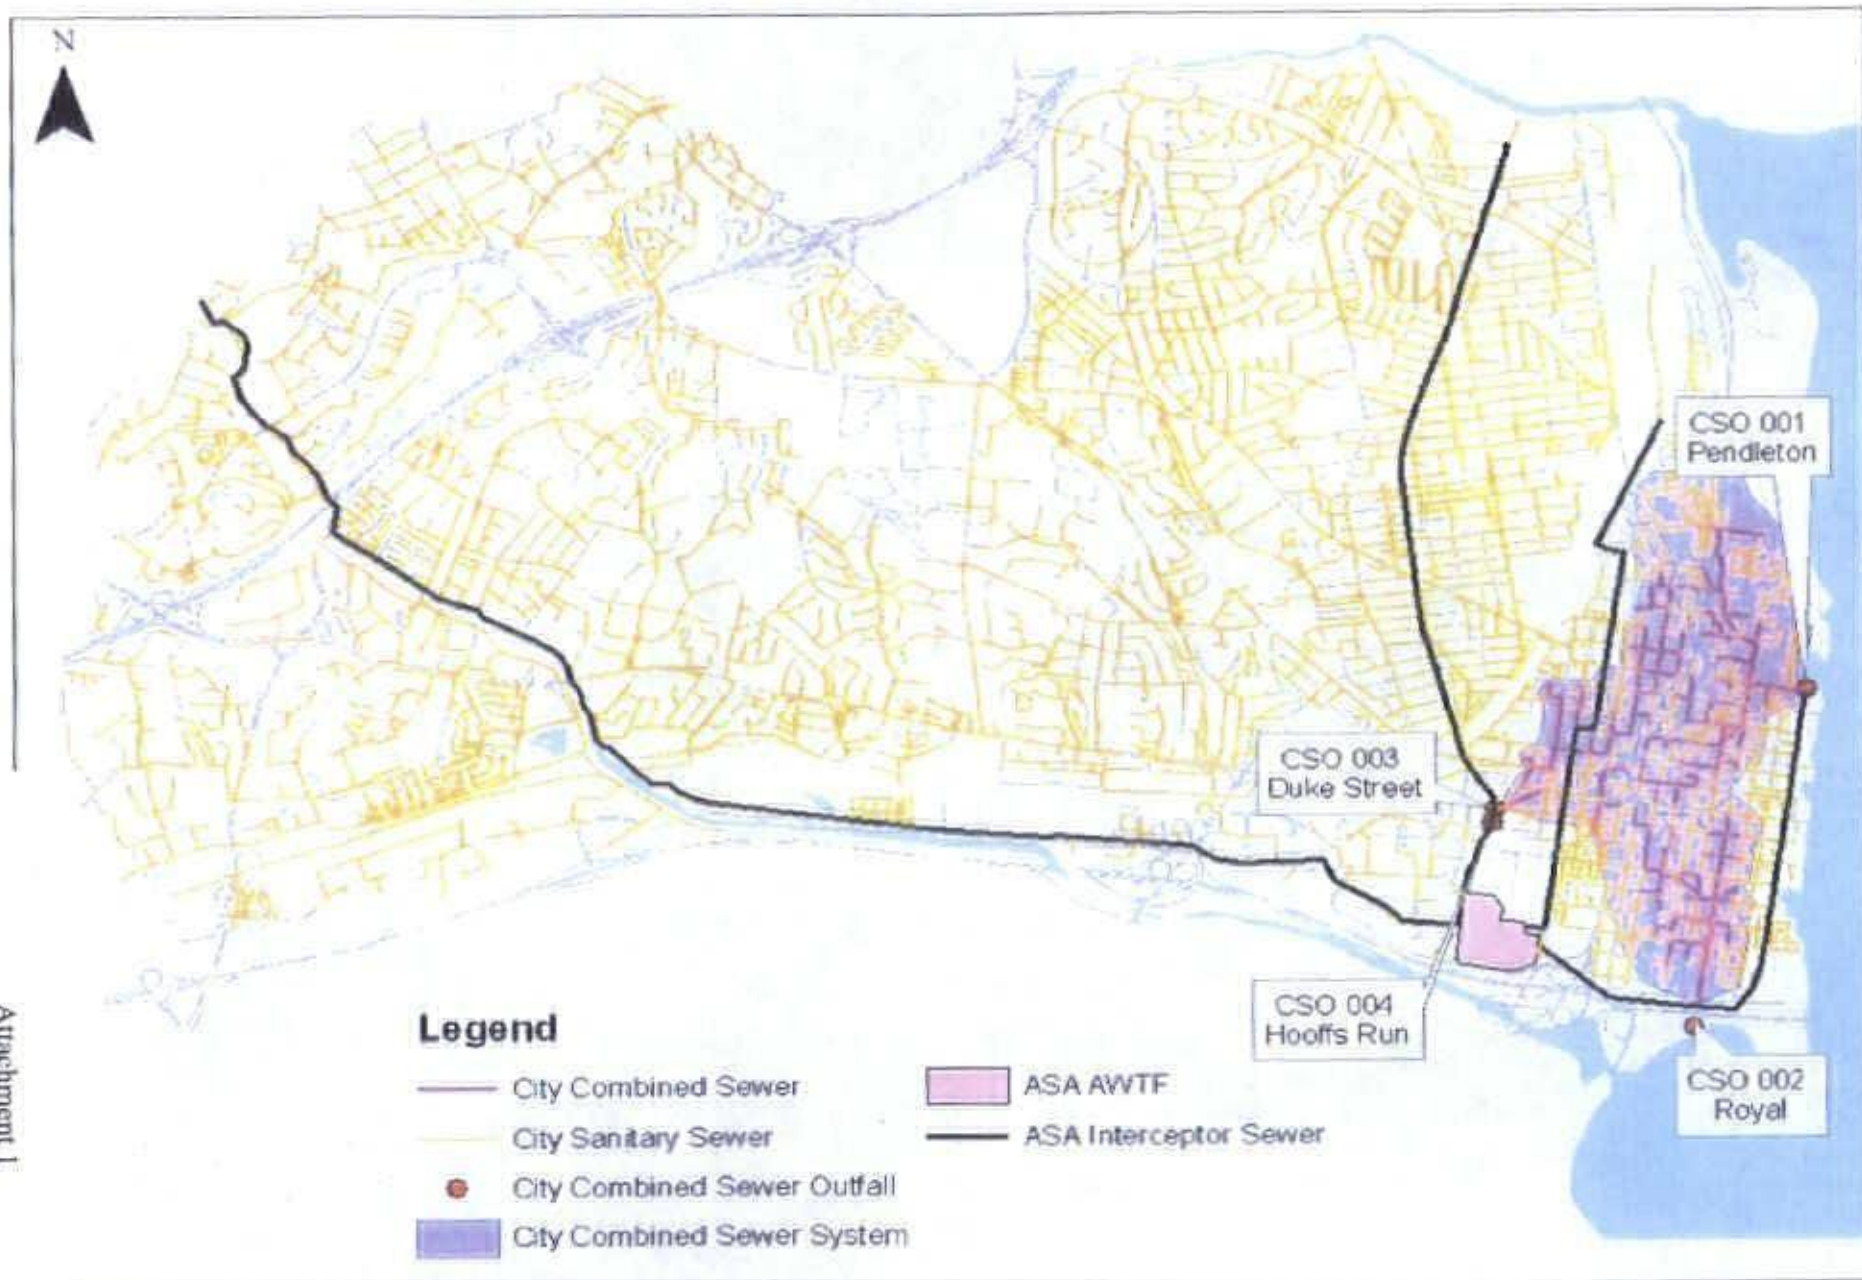 N
CSO 001
Pendleton
CSO 003
Duke Street
CSO 004
Hooffs Run
CSO 002
Royal
Legend
City Combined Sewer
City Sanitary Sewer
City Combined Sewer Outfall
City Combined Sewer System
ASA AWTF
ASA Interceptor Sewer
Attachment 1